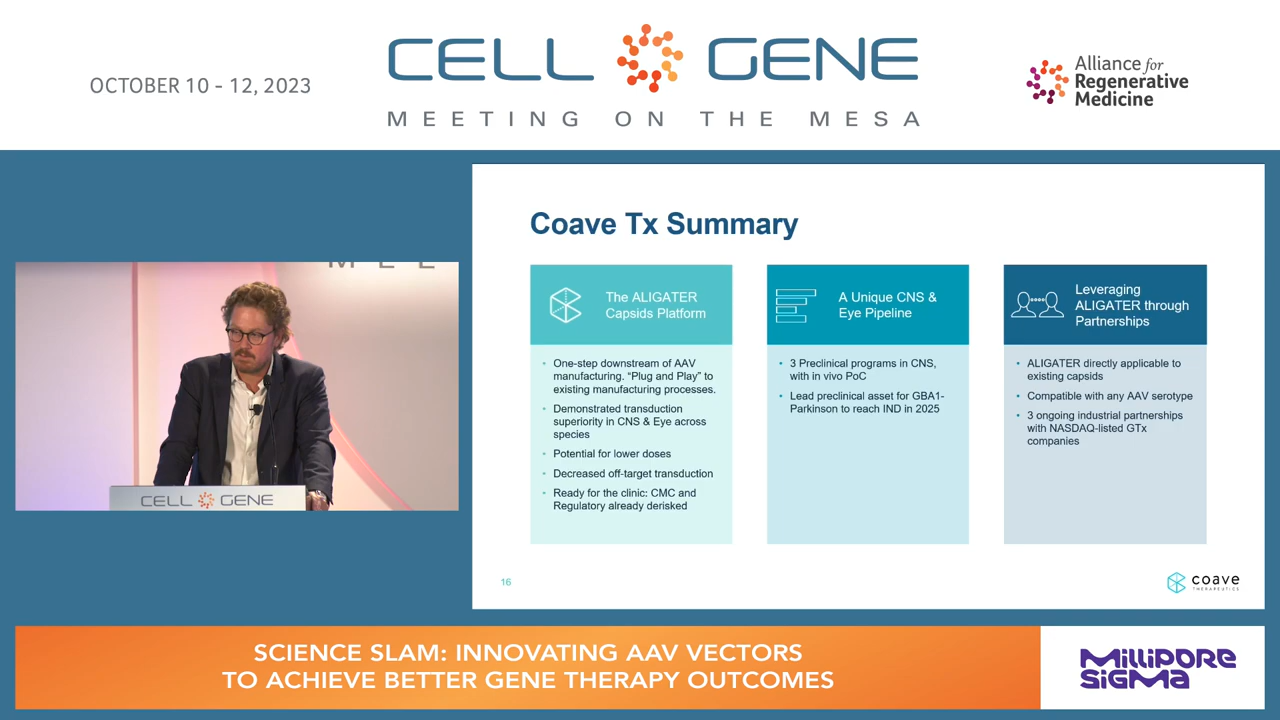 OCTOBER 10 - 12, 2023
CELL GENE
MEETING ON THE MESA
Alliance for
Regenerative
Medicine
MEE
CELL GENE
Coave Tx Summary
The ALIGATER
Capsids Platform
• One-step downstream of AAV
manufacturing. “Plug and Play” to
existing manufacturing processes.
• Demonstrated transduction
superiority in CNS & Eye across
species
• Potential for lower doses
• Decreased off-target transduction
• Ready for the clinic: CMC and
Regulatory already derisked
A Unique CNS &
Eye Pipeline
• 3 Preclinical programs in CNS,
with in vivo PoC
• Lead preclinical asset for GBA1-
Parkinson to reach IND in 2025
Leveraging
ALIGATER through
Partnerships
• ALIGATER directly applicable to
existing capsids
• Compatible with any AAV serotype
• 3 ongoing industrial partnerships
with NASDAQ-listed GTx
companies
16
coave
THERAPEUTICS
SCIENCE SLAM: INNOVATING AAV VECTORS
TO ACHIEVE BETTER GENE THERAPY OUTCOMES
MILLIPORE
SIGMA